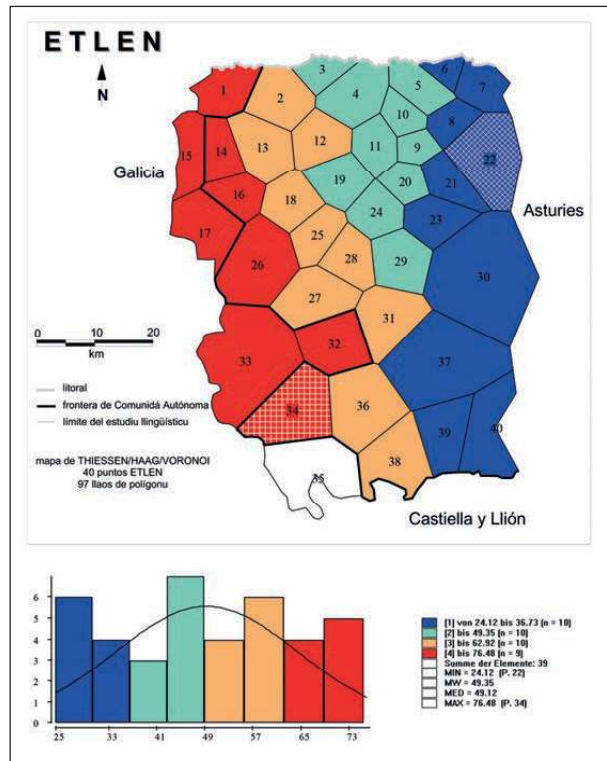 ETLEN
N
Galicia
Asturies
Castiella y Llión
1
2
3
4
5
6
7
8
9
10
11
12
13
14
15
16
17
18
19
20
21
22
23
24
25
26
27
28
29
30
31
32
33
34
35
36
37
38
39
40
0 10 20
km
litoral
frontera de Comunidá Autónoma
límite del estudiu llingüísticu
mapa de THIESSEN/HAAG/VORONOI
40 puntos ETLEN
97 llaos de polígonu
6
5
4
3
2
1
0
25 33 41 49 57 65 73
[1] von 24.12 bis 36.73 (n = 10)
[2] bis 49.35 (n = 10)
[3] bis 62.92 (n = 10)
[4] bis 76.48 (n = 9)
Summe der Elemente: 39
MIN = 24.12 (P. 22)
MW = 49.35
MED = 49.12
MAX = 76.48 (P. 34)